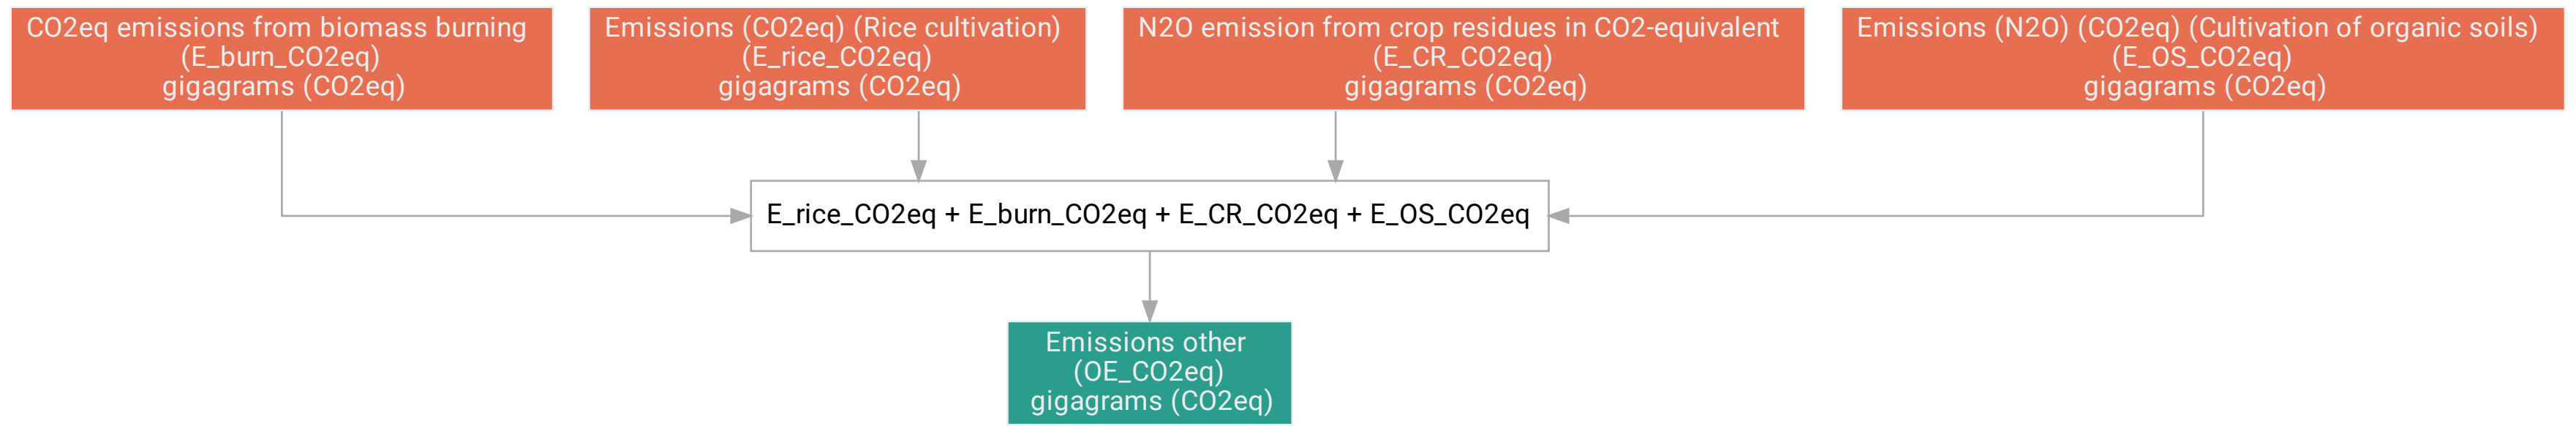 CO2eq emissions from biomass burning
(E_burn_CO2eq)
gigagrams (CO2eq)
Emissions (CO2eq) (Rice cultivation)
(E_rice_CO2eq)
gigagrams (CO2eq)
N2O emission from crop residues in CO2-equivalent
(E_CR_CO2eq)
gigagrams (CO2eq)
Emissions (N2O) (CO2eq) (Cultivation of organic soils)
(E_OS_CO2eq)
gigagrams (CO2eq)
E_rice_CO2eq + E_burn_CO2eq + E_CR_CO2eq + E_OS_CO2eq
Emissions other
(OE_CO2eq)
gigagrams (CO2eq)